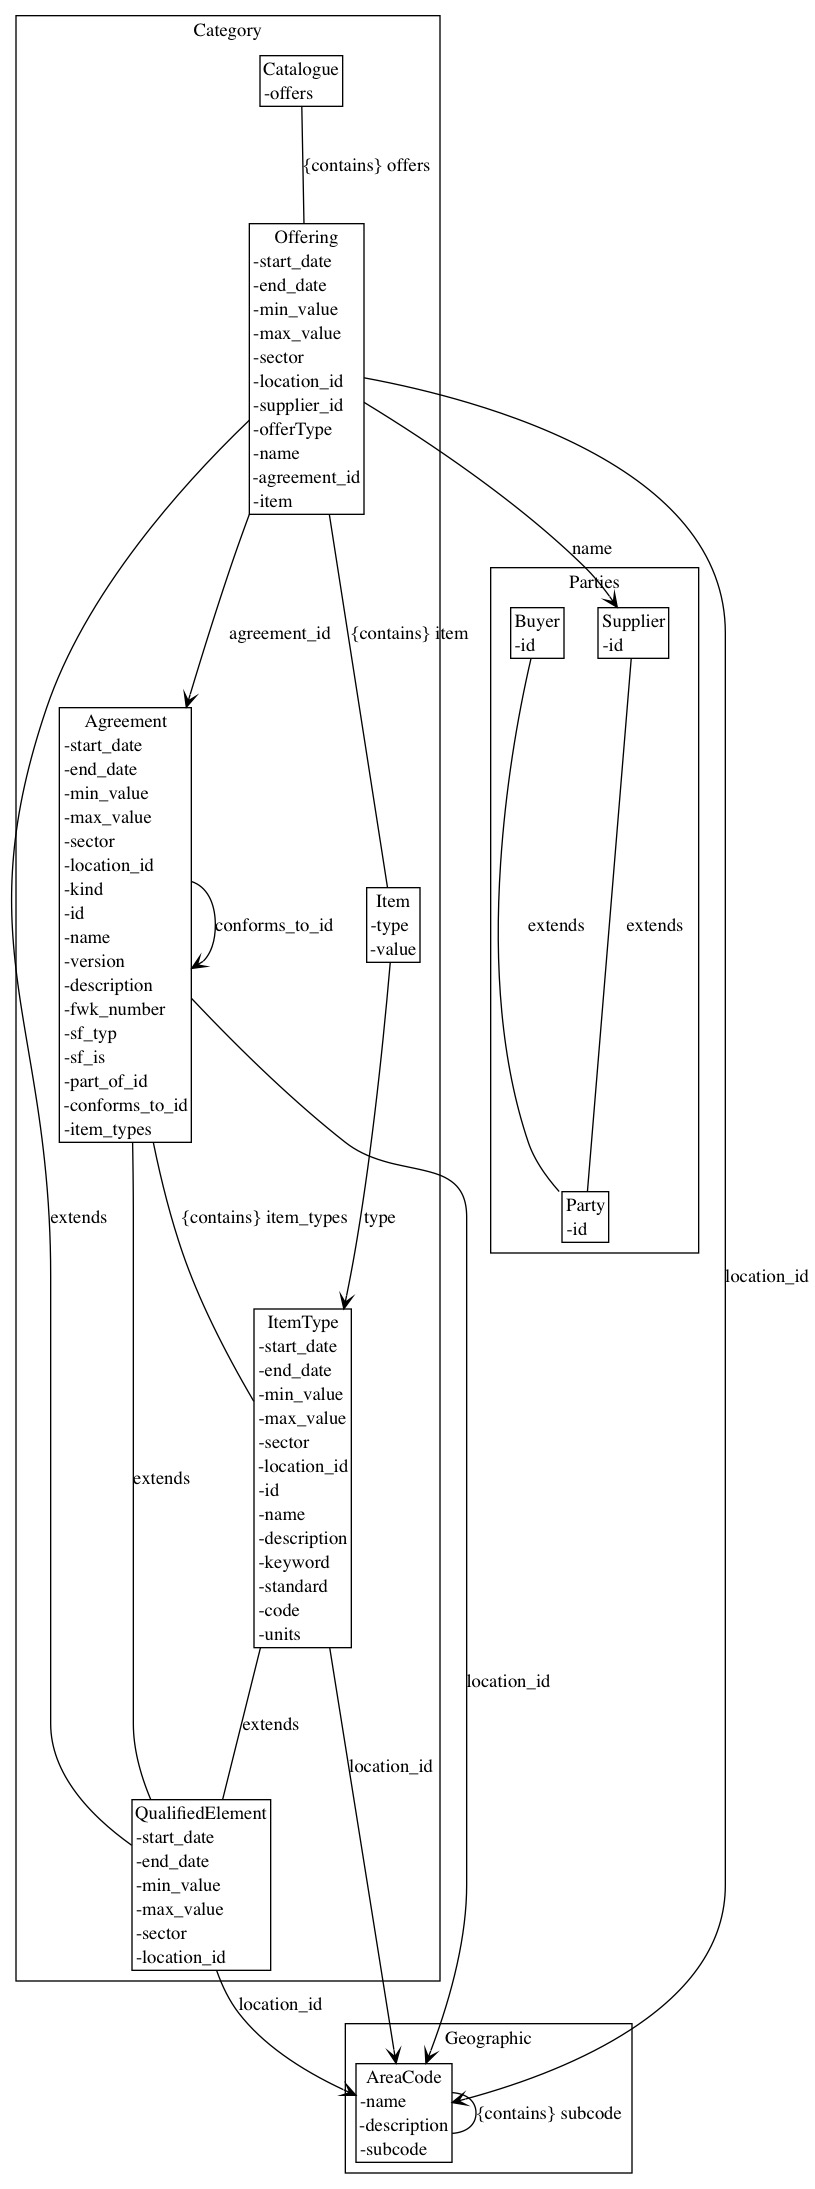 Category
Catalogue
-offers
{contains} offers
Offering
-start_date
-end_date
-min_value
-max_value
-sector
-location_id
-supplier_id
-offerType
-name
-agreement_id
-item
name
Parties
Buyer
-id
Supplier
-id
agreement_id
{contains} item
Agreement
-start_date
-end_date
-min_value
-max_value
-sector
-location_id
-kind
-id
-name
-version
-description
-fwk_number
-sf_typ
-sf_is
-part_of_id
-conforms_to_id
-item_types
conforms_to_id
Item
-type
-value
extends
extends
Party
-id
extends
{contains} item_types
type
location_id
ItemType
-start_date
-end_date
-min_value
-max_value
-sector
-location_id
-id
-name
-description
-keyword
-standard
-code
-units
extends
location_id
extends
location_id
QualifiedElement
-start_date
-end_date
-min_value
-max_value
-sector
-location_id
location_id
Geographic
AreaCode
-name
-description
-subcode
{contains} subcode